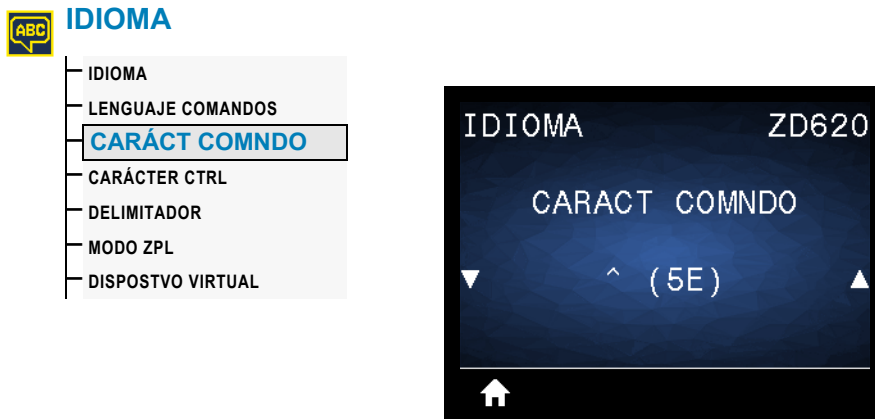 ABC
IDIOMA
IDIOMA
LENGUAJE COMANDOS
CARÁCT COMNDO
CARÁCTER CTRL
DELIMITADOR
MODO ZPL
DISPOSTVO VIRTUAL
IDIOMA ZD620
CARACT COMNDO
^ (5E)